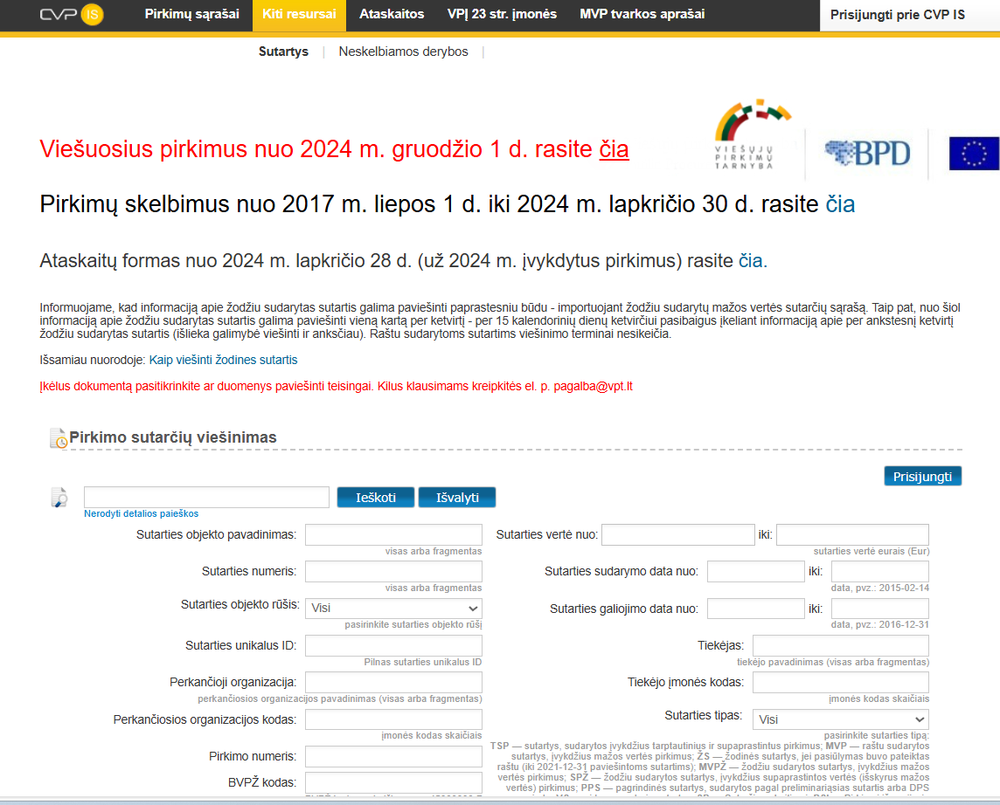 CVP IS Pirkimų sąrašai Kiti resursai Ataskaitos VPĮ 23 str. įmonės MVP tvarkos aprašai Prisijungti prie CVP IS
Sutartys | Neskelbiamos derybos |
VIEŠŲJŲ
PIRKIMŲ
TARNYBA
BPD
Viešuosius pirkimus nuo 2024 m. gruodžio 1 d. rasite čia
Pirkimų skelbimus nuo 2017 m. liepos 1 d. iki 2024 m. lapkričio 30 d. rasite čia
Ataskaitų formas nuo 2024 m. lapkričio 28 d. (už 2024 m. įvykdytus pirkimus) rasite čia.
Informuojame, kad informaciją apie žodžiu sudarytas sutartis galima paviešinti paprastesniu būdu - importuojant žodžiu sudarytų mažos vertės sutarčių sąrašą. Taip pat, nuo šiol
informaciją apie žodžiu sudarytas sutartis galima paviešinti vieną kartą per ketvirtį - per 15 kalendorinių dienų ketvirčiui pasibaigus įkeliant informaciją apie per ankstesnį ketvirtį
žodžiu sudarytas sutartis (išlieka galimybė viešinti ir anksčiau). Raštu sudarytoms sutartims viešinimo terminai nesikeičia.
Išsamiau nuorodoje: Kaip viešinti žodines sutartis
Įkėlus dokumentą pasitikrinkite ar duomenys paviešinti teisingai. Kilus klausimams kreipkitės el. p. pagalba@vpt.lt
Pirkimo sutarčių viešinimas
Prisijungti
Ieškoti Išvalyti
Nerodyti detalios paieškos
Sutarties objekto pavadinimas: Sutarties vertė nuo: iki:
visas arba fragmentas sutarties vertė eurais (Eur)
Sutarties numeris: Sutarties sudarymo data nuo: iki:
visas arba fragmentas data, pvz.: 2015-02-14
Sutarties objekto rūšis: Visi Sutarties galiojimo data nuo: iki:
pasirinkite sutarties objekto rūšį data, pvz.: 2016-12-31
Sutarties unikalus ID: Tiekėjas:
Pilnas sutarties unikalus ID tiekėjo pavadinimas (visas arba fragmentas)
Perkančioji organizacija: Tiekėjo įmonės kodas:
perkančiosios organizacijos pavadinimas (visas arba fragmentas) įmonės kodas skaičiais
Perkančiosios organizacijos kodas: Sutarties tipas: Visi
įmonės kodas skaičiais pasirinkite sutarties tipą:
Pirkimo numeris:
BVPŽ kodas:
TSP — sutartys, sudarytos įvykdžius tarptautinius ir supaprastintus pirkimus; MVP — raštu sudarytos
sutartys, įvykdžius mažos vertės pirkimus; ŽS — žodinės sutartys, jei pasiūlymas buvo pateiktas
raštu (iki 2021-12-31 paviešintoms sutartims); MVPŽ — žodžiu sudarytos sutartys, įvykdžius mažos
vertės pirkimus; SPŽ — žodžiu sudarytos sutartys, įvykdžius supaprastintos vertės (išskyrus mažos
vertės) pirkimus; PPS — pagrindinės sutartys, sudarytos pagal preliminariąsias sutartis arba DPS